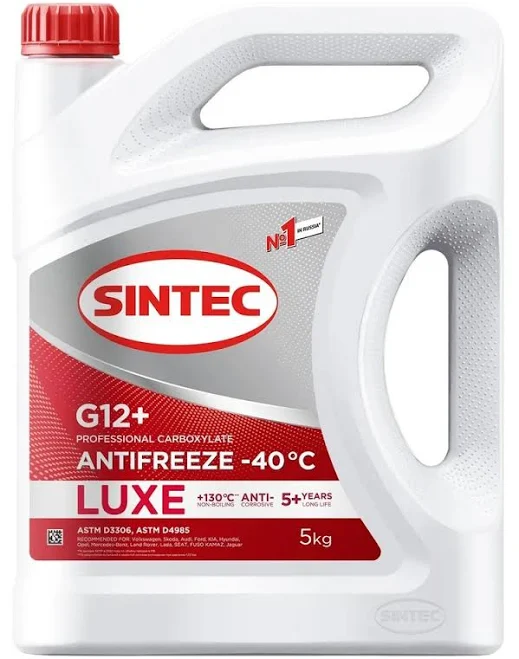 №1 IN RUSSIA*
SINTEC
G12+
PROFESSIONAL CARBOXYLATE
ANTIFREEZE -40°C
LUXE +130°C** NON-BOILING ANTI-CORROSIVE 5+ YEARS LONG LIFE
ASTM D3306, ASTM D4985 5kg
RECOMMENDED FOR: Volkswagen, Skoda, Audi, Ford, KIA, Hyundai,
Opel, Mercedes-Benz, Land Rover, Lada, SEAT, FUSO KAMAZ, Jaguar
SINTEC